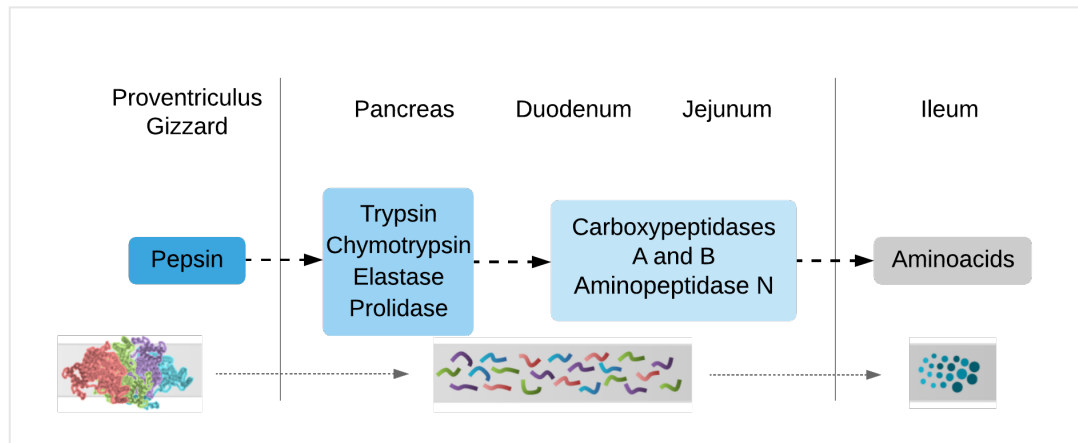 Proventriculus
Gizzard
Pancreas
Duodenum
Jejunum
Ileum
Pepsin
Trypsin
Chymotrypsin
Elastase
Prolidase
Carboxypeptidases
A and B
Aminopeptidase N
Aminoacids